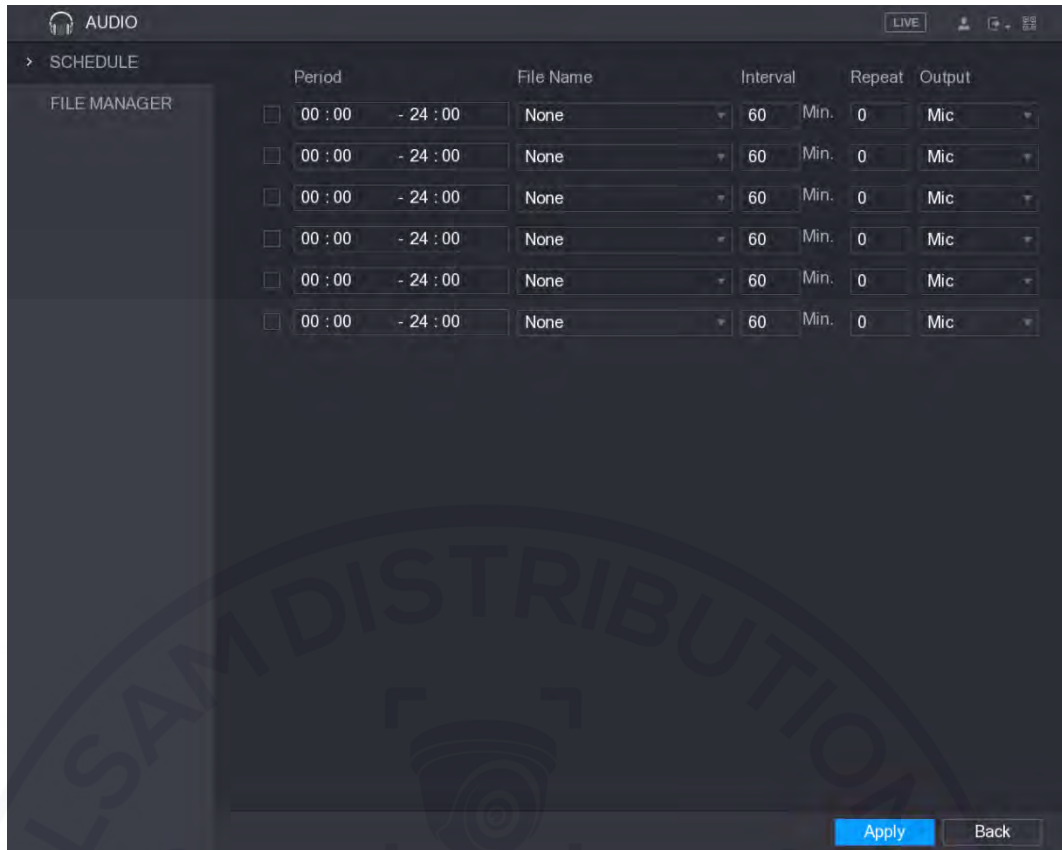 AUDIO LIVE
SCHEDULE
FILE MANAGER
Period File Name Interval Repeat Output
00 : 00 - 24 : 00 None 60 Min. 0 Mic
00 : 00 - 24 : 00 None 60 Min. 0 Mic
00 : 00 - 24 : 00 None 60 Min. 0 Mic
00 : 00 - 24 : 00 None 60 Min. 0 Mic
00 : 00 - 24 : 00 None 60 Min. 0 Mic
00 : 00 - 24 : 00 None 60 Min. 0 Mic
LSAM DISTRIBUTION
Apply Back